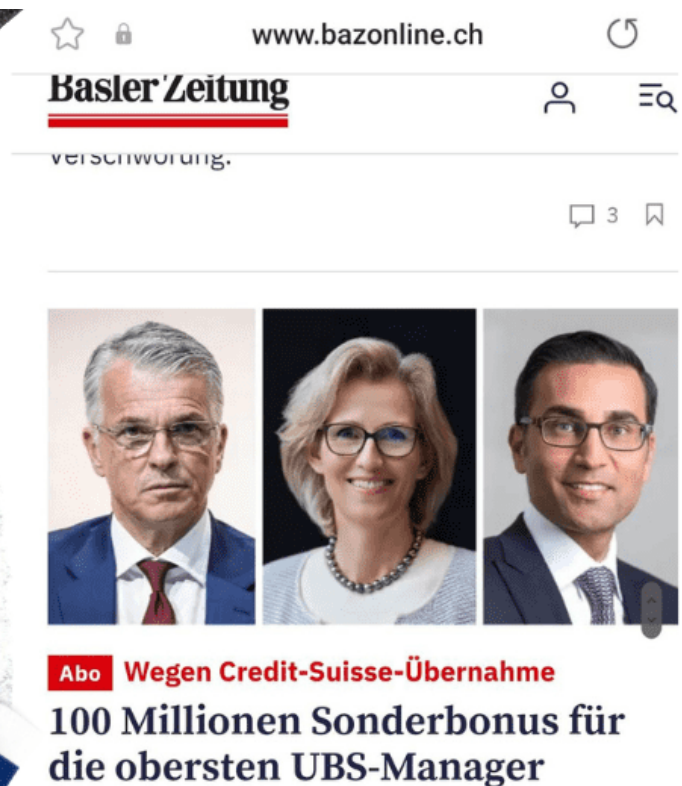 www.bazonline.ch
Basler Zeitung
Verschwörung.
3
Abo Wegen Credit-Suisse-Übernahme
100 Millionen Sonderbonus für
die obersten UBS-Manager